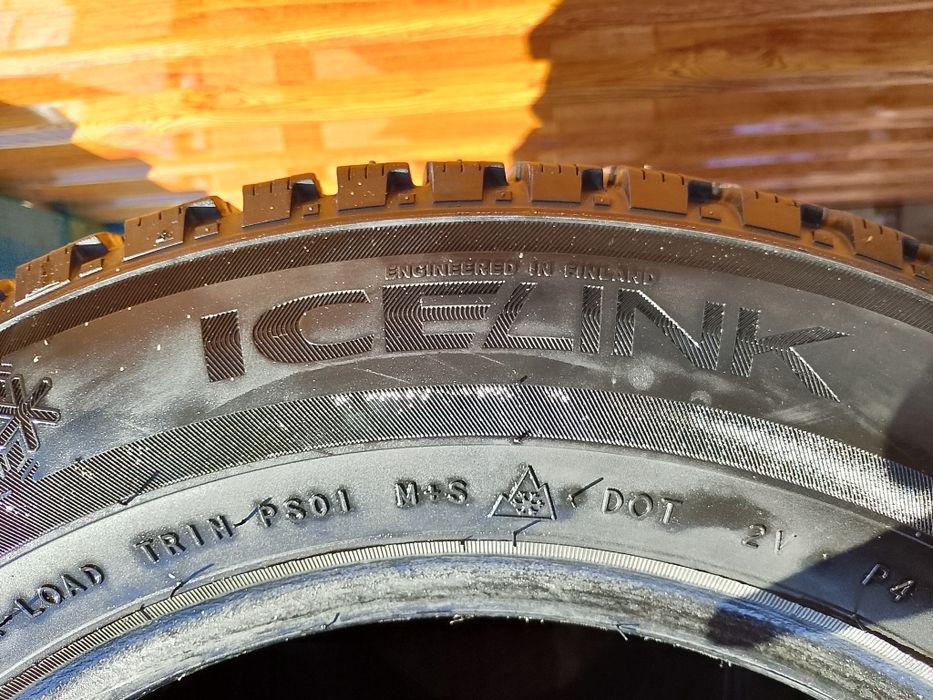 ENGINEERED IN FINLAND
ICELINK
-LOAD TRIN-PS01 M+S DOT 2V P4